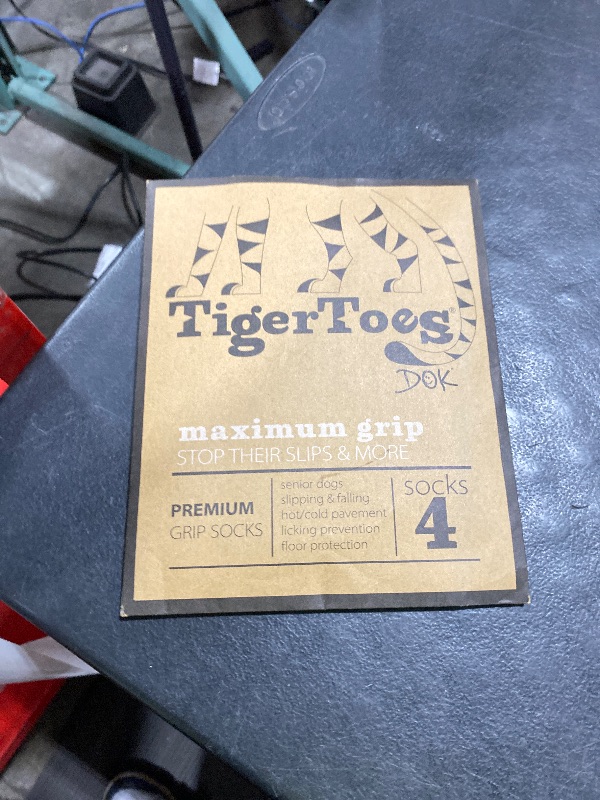 TigerToes®
DOK
maximum grip
STOP THEIR SLIPS & MORE
PREMIUM
GRIP SOCKS
senior dogs
slipping & falling
hot/cold pavement
licking prevention
floor protection
SOCKS
4